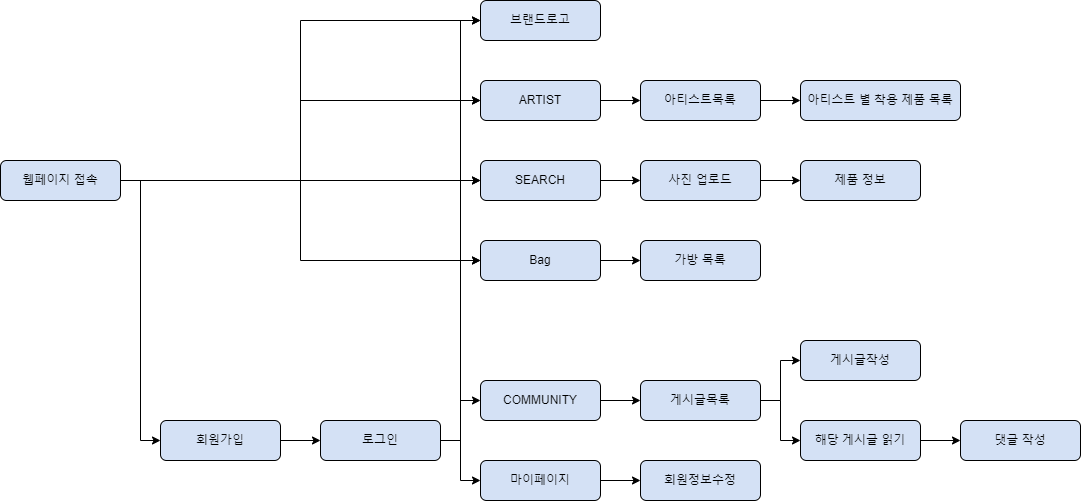 브랜드로고
ARTIST
아티스트목록
아티스트 별 착용 제품 목록
웹페이지 접속
SEARCH
사진 업로드
제품 정보
Bag
가방 목록
게시글작성
COMMUNITY
게시글목록
회원가입
로그인
해당 게시글 읽기
댓글 작성
마이페이지
회원정보수정